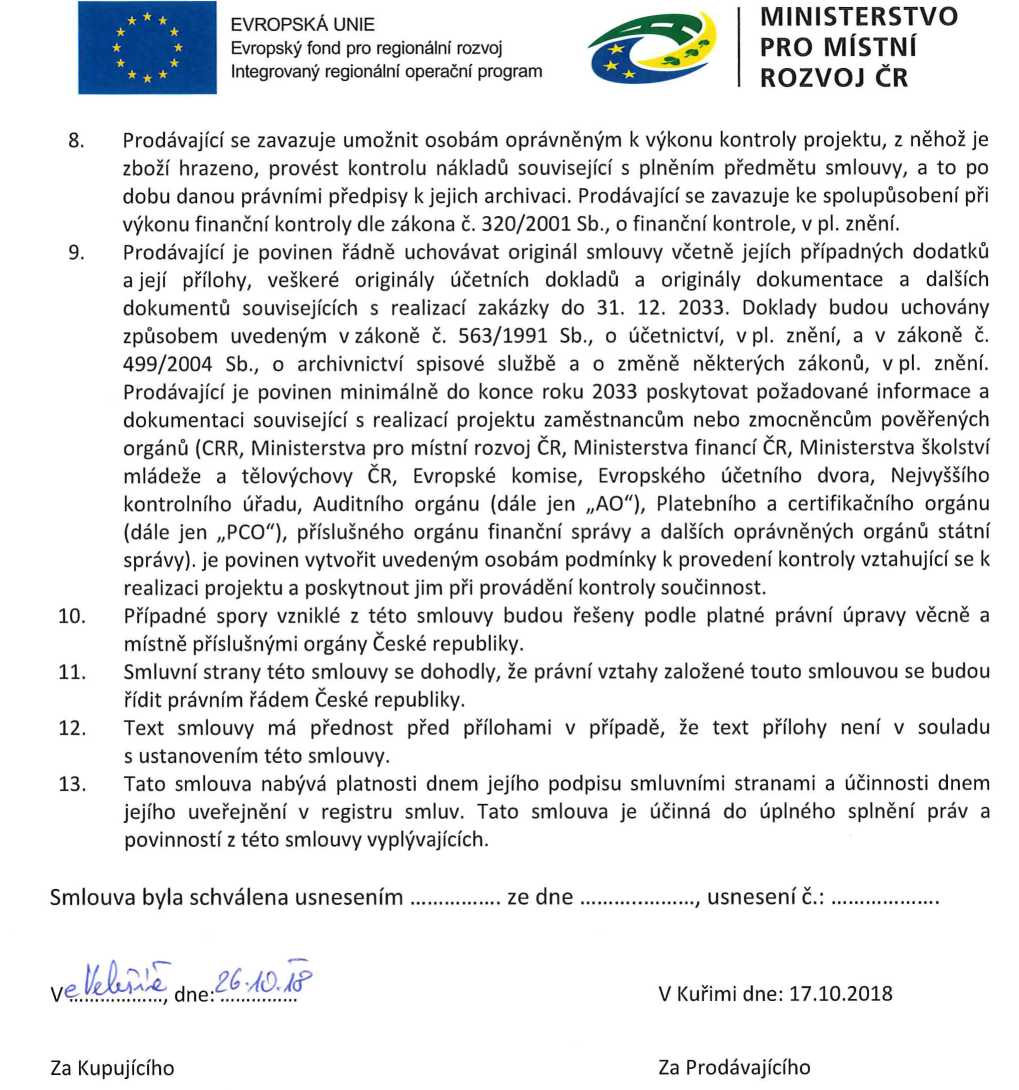 EVROPSKÁ UNIE
Evropský fond pro regionální rozvoj
Integrovaný regionální operační program
MINISTERSTVO
PRO MÍSTNÍ
ROZVOJ ČR
8. Prodávající se zavazuje umožnit osobám oprávněným k výkonu kontroly projektu, z něhož je
zboží hrazeno, provést kontrolu nákladů související s plněním předmětu smlouvy, a to po
dobu danou právními předpisy k jejich archivaci. Prodávající se zavazuje ke spolupůsobení při
výkonu finanční kontroly dle zákona č. 320/2001 Sb., o finanční kontrole, v pl. znění.
9. Prodávající je povinen řádně uchovávat originál smlouvy včetně jejích případných dodatků
a její přílohy, veškeré originály účetních dokladů a originály dokumentace a dalších
dokumentů souvisejících s realizací zakázky do 31. 12. 2033. Doklady budou uchovány
způsobem uvedeným v zákoně č. 563/1991 Sb., o účetnictví, v pl. znění, a v zákoně č.
499/2004 Sb., o archivnictví spisové službě a o změně některých zákonů, v pl. znění.
Prodávající je povinen minimálně do konce roku 2033 poskytovat požadované informace a
dokumentaci související s realizací projektu zaměstnancům nebo zmocněncům pověřených
orgánů (CRR, Ministerstva pro místní rozvoj ČR, Ministerstva financí ČR, Ministerstva školství
mládeže a tělovýchovy ČR, Evropské komise, Evropského účetního dvora, Nejvyššího
kontrolního úřadu, Auditního orgánu (dále jen „AO“), Platebního a certifikačního orgánu
(dále jen „PCO“), příslušného orgánu finanční správy a dalších oprávněných orgánů státní
správy). je povinen vytvořit uvedeným osobám podmínky k provedení kontroly vztahující se k
realizaci projektu a poskytnout jim při provádění kontroly součinnost.
10. Případné spory vzniklé z této smlouvy budou řešeny podle platné právní úpravy věcně a
místně příslušnými orgány České republiky.
11. Smluvní strany této smlouvy se dohodly, že právní vztahy založené touto smlouvou se budou
řídit právním řádem České republiky.
12. Text smlouvy má přednost před přílohami v případě, že text přílohy není v souladu
s ustanovením této smlouvy.
13. Tato smlouva nabývá platnosti dnem jejího podpisu smluvními stranami a účinnosti dnem
jejího uveřejnění v registru smluv. Tato smlouva je účinná do úplného splnění práv a
povinností z této smlouvy vyplývajících.
Smlouva byla schválena usnesením ……………. ze dne …………………, usnesení č.: ……………….
Ve ................, dne: 26.10.18
V Kuřimi dne: 17.10.2018
Za Kupujícího
Za Prodávajícího